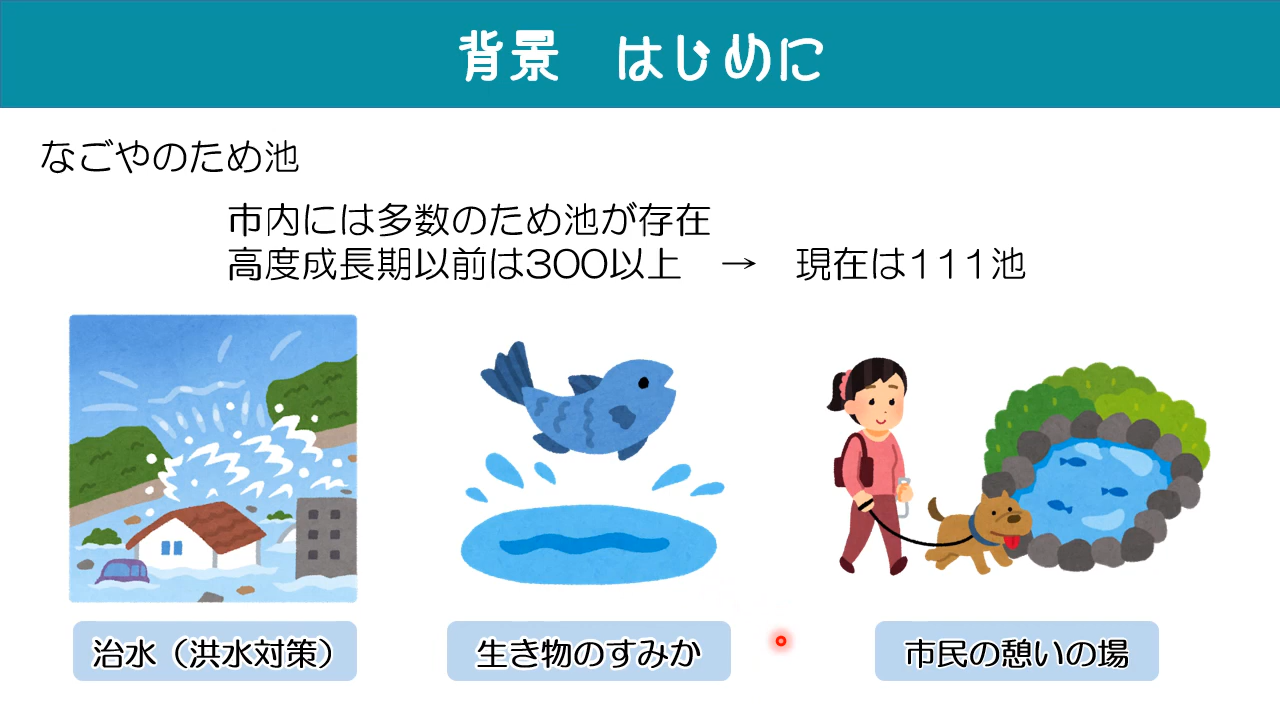 背景　はじめに
なごやのため池
市内には多数のため池が存在
高度成長期以前は300以上　→　現在は111池
治水（洪水対策）
生き物のすみか
市民の憩いの場